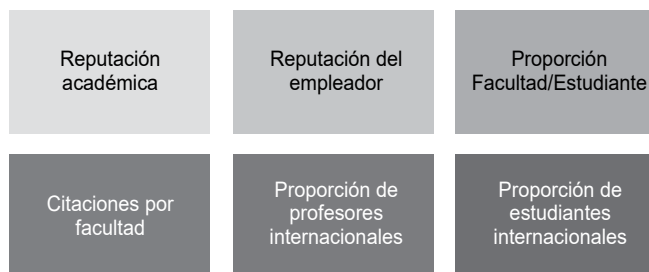 Reputación
académica
Reputación del
empleador
Proporción
Facultad/Estudiante
Citaciones por
facultad
Proporción de
profesores
internacionales
Proporción de
estudiantes
internacionales